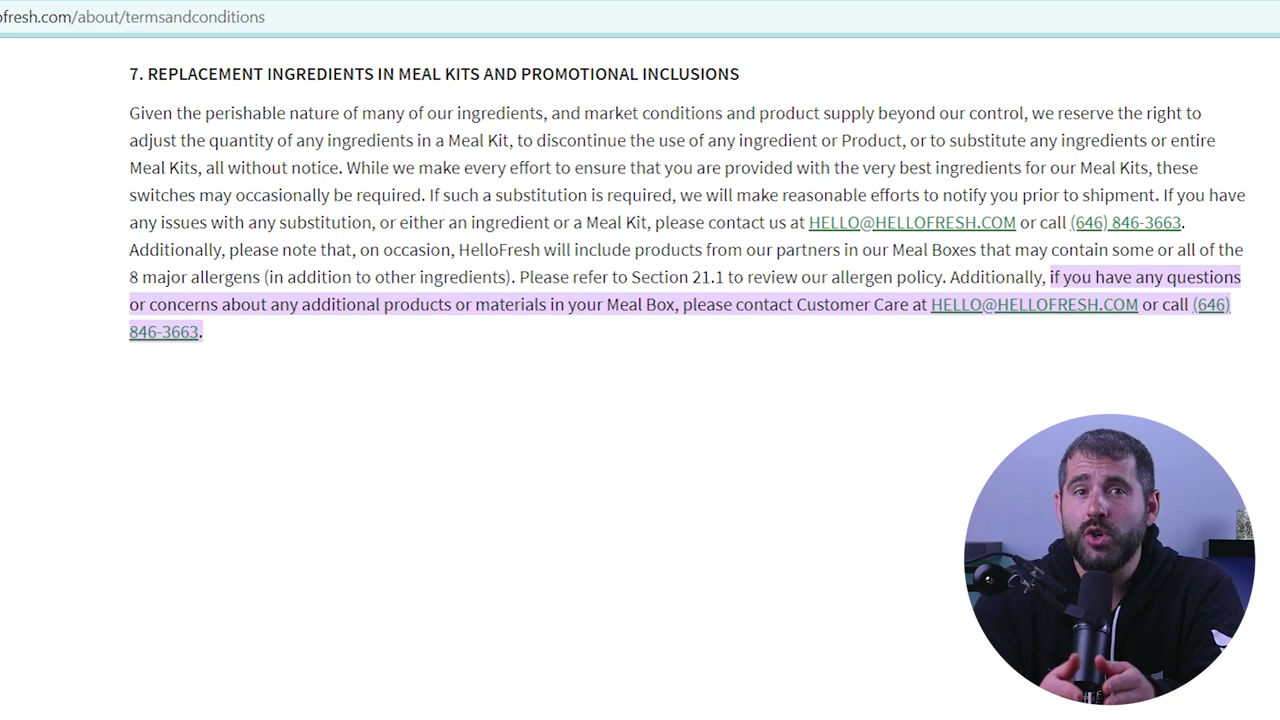 ofresh.com/about/termsandconditions
7. REPLACEMENT INGREDIENTS IN MEAL KITS AND PROMOTIONAL INCLUSIONS
Given the perishable nature of many of our ingredients, and market conditions and product supply beyond our control, we reserve the right to
adjust the quantity of any ingredients in a Meal Kit, to discontinue the use of any ingredient or Product, or to substitute any ingredients or entire
Meal Kits, all without notice. While we make every effort to ensure that you are provided with the very best ingredients for our Meal Kits, these
switches may occasionally be required. If such a substitution is required, we will make reasonable efforts to notify you prior to shipment. If you have
any issues with any substitution, or either an ingredient or a Meal Kit, please contact us at HELLO@HELLOFRESH.COM or call (646) 846-3663.
Additionally, please note that, on occasion, HelloFresh will include products from our partners in our Meal Boxes that may contain some or all of the
8 major allergens (in addition to other ingredients). Please refer to Section 21.1 to review our allergen policy. Additionally, if you have any questions
or concerns about any additional products or materials in your Meal Box, please contact Customer Care at HELLO@HELLOFRESH.COM or call (646)
846-3663.